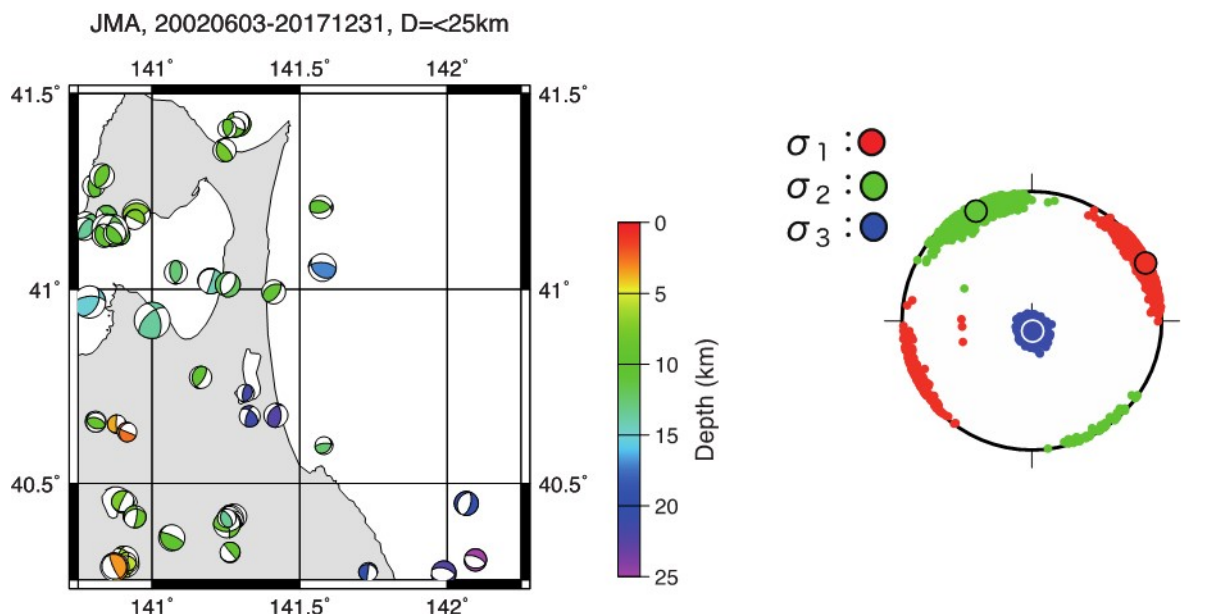 JMA, 20020603-20171231, D=<25km
141˚ 141.5˚ 142˚
41.5˚ 41.5˚
41˚ 41˚
40.5˚ 40.5˚
141˚ 141.5˚ 142˚
0
5
10
15
20
25
Depth (km)
σ1 :
σ2 :
σ3 :